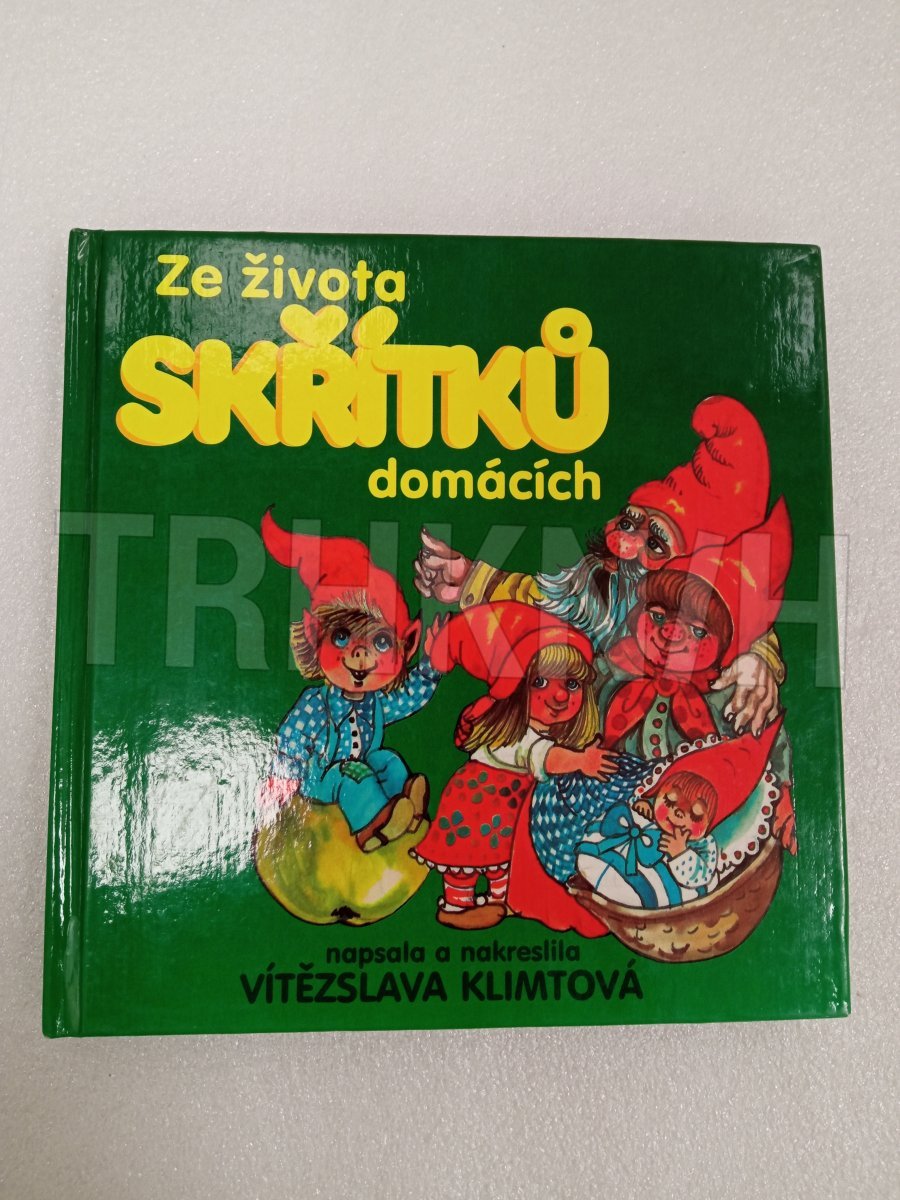 Ze života
SKŘÍTKŮ
domácích
TRHKNIH
napsala a nakreslila
VÍTĚZSLAVA KLIMTOVÁ